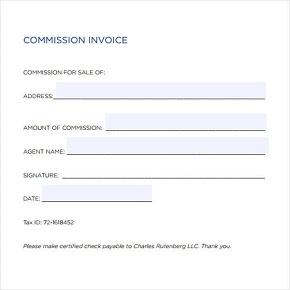 COMMISSION INVOICE
COMMISSION FOR SALE OF:
ADDRESS:
AMOUNT OF COMMISSION:
AGENT NAME:
SIGNATURE:
DATE:
Tax ID: 72-1618452
Please make certified check payable to Charles Rutenberg LLC. Thank you.